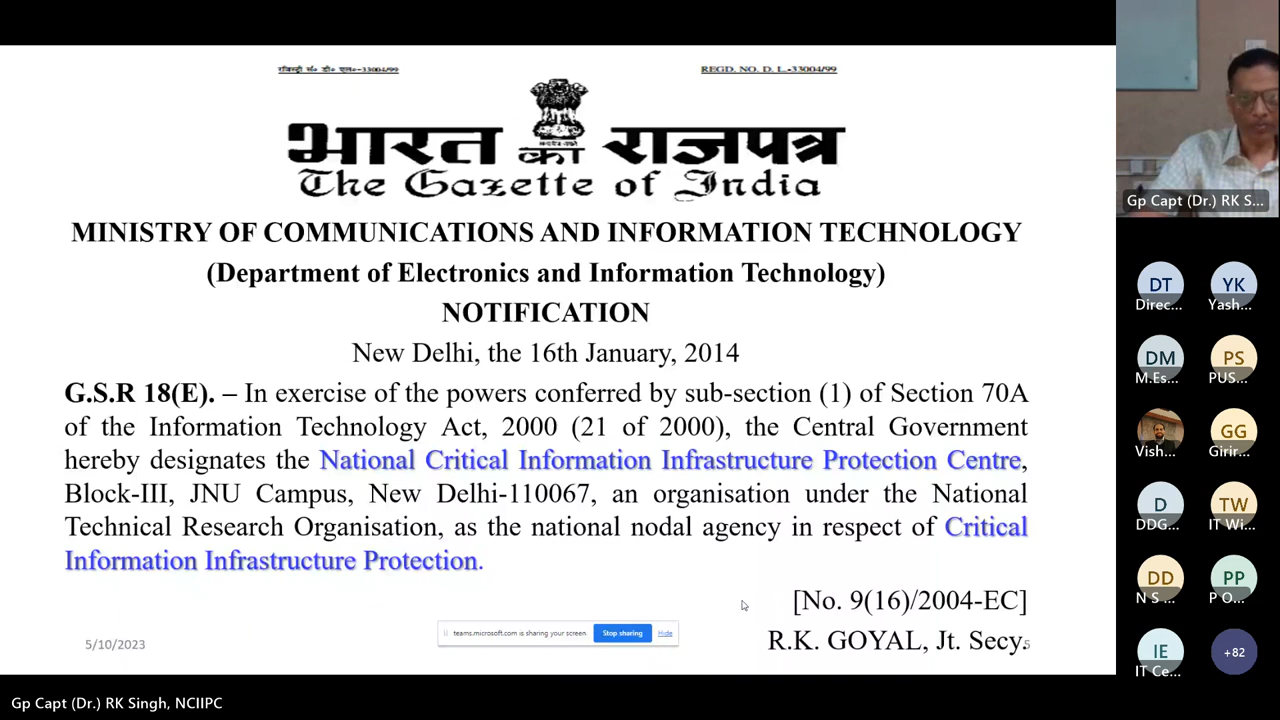 रजिस्ट्री सं० डी० एल०-33004/99
REGD. NO. D. L.-33004/99
भारत का राजपत्र
The Gazette of India
MINISTRY OF COMMUNICATIONS AND INFORMATION TECHNOLOGY
(Department of Electronics and Information Technology)
NOTIFICATION
New Delhi, the 16th January, 2014
G.S.R 18(E). – In exercise of the powers conferred by sub-section (1) of Section 70A
of the Information Technology Act, 2000 (21 of 2000), the Central Government
hereby designates the National Critical Information Infrastructure Protection Centre,
Block-III, JNU Campus, New Delhi-110067, an organisation under the National
Technical Research Organisation, as the national nodal agency in respect of Critical
Information Infrastructure Protection.
[No. 9(16)/2004-EC]
R.K. GOYAL, Jt. Secy.
5/10/2023
5
teams.microsoft.com is sharing your screen.
Stop sharing
Hide
Gp Capt (Dr.) RK S...
DT
Direc...
YK
Yash...
DM
M.Es...
PS
PUS...
Vish...
GG
Girir...
D
DDG...
TW
IT Wi...
DD
N S ...
PP
P O...
IE
IT Ce...
+82
Gp Capt (Dr.) RK Singh, NCIIPC